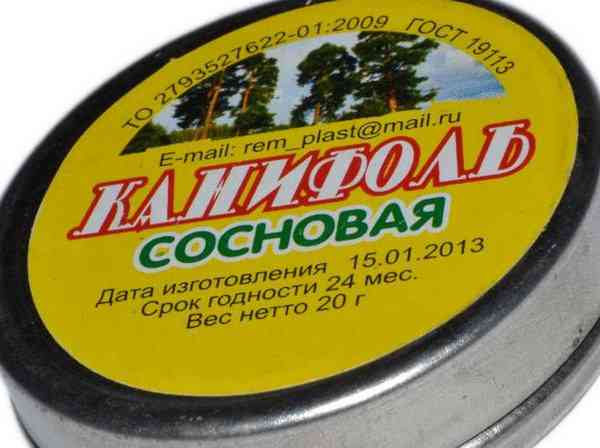 ТО 2793527622-01:2009 ГОСТ 19113
E-mail: rem_plast@mail.ru
КАНИФОЛЬ
СОСНОВАЯ
Дата изготовления 15.01.2013
Срок годности 24 мес.
Вес нетто 20 г